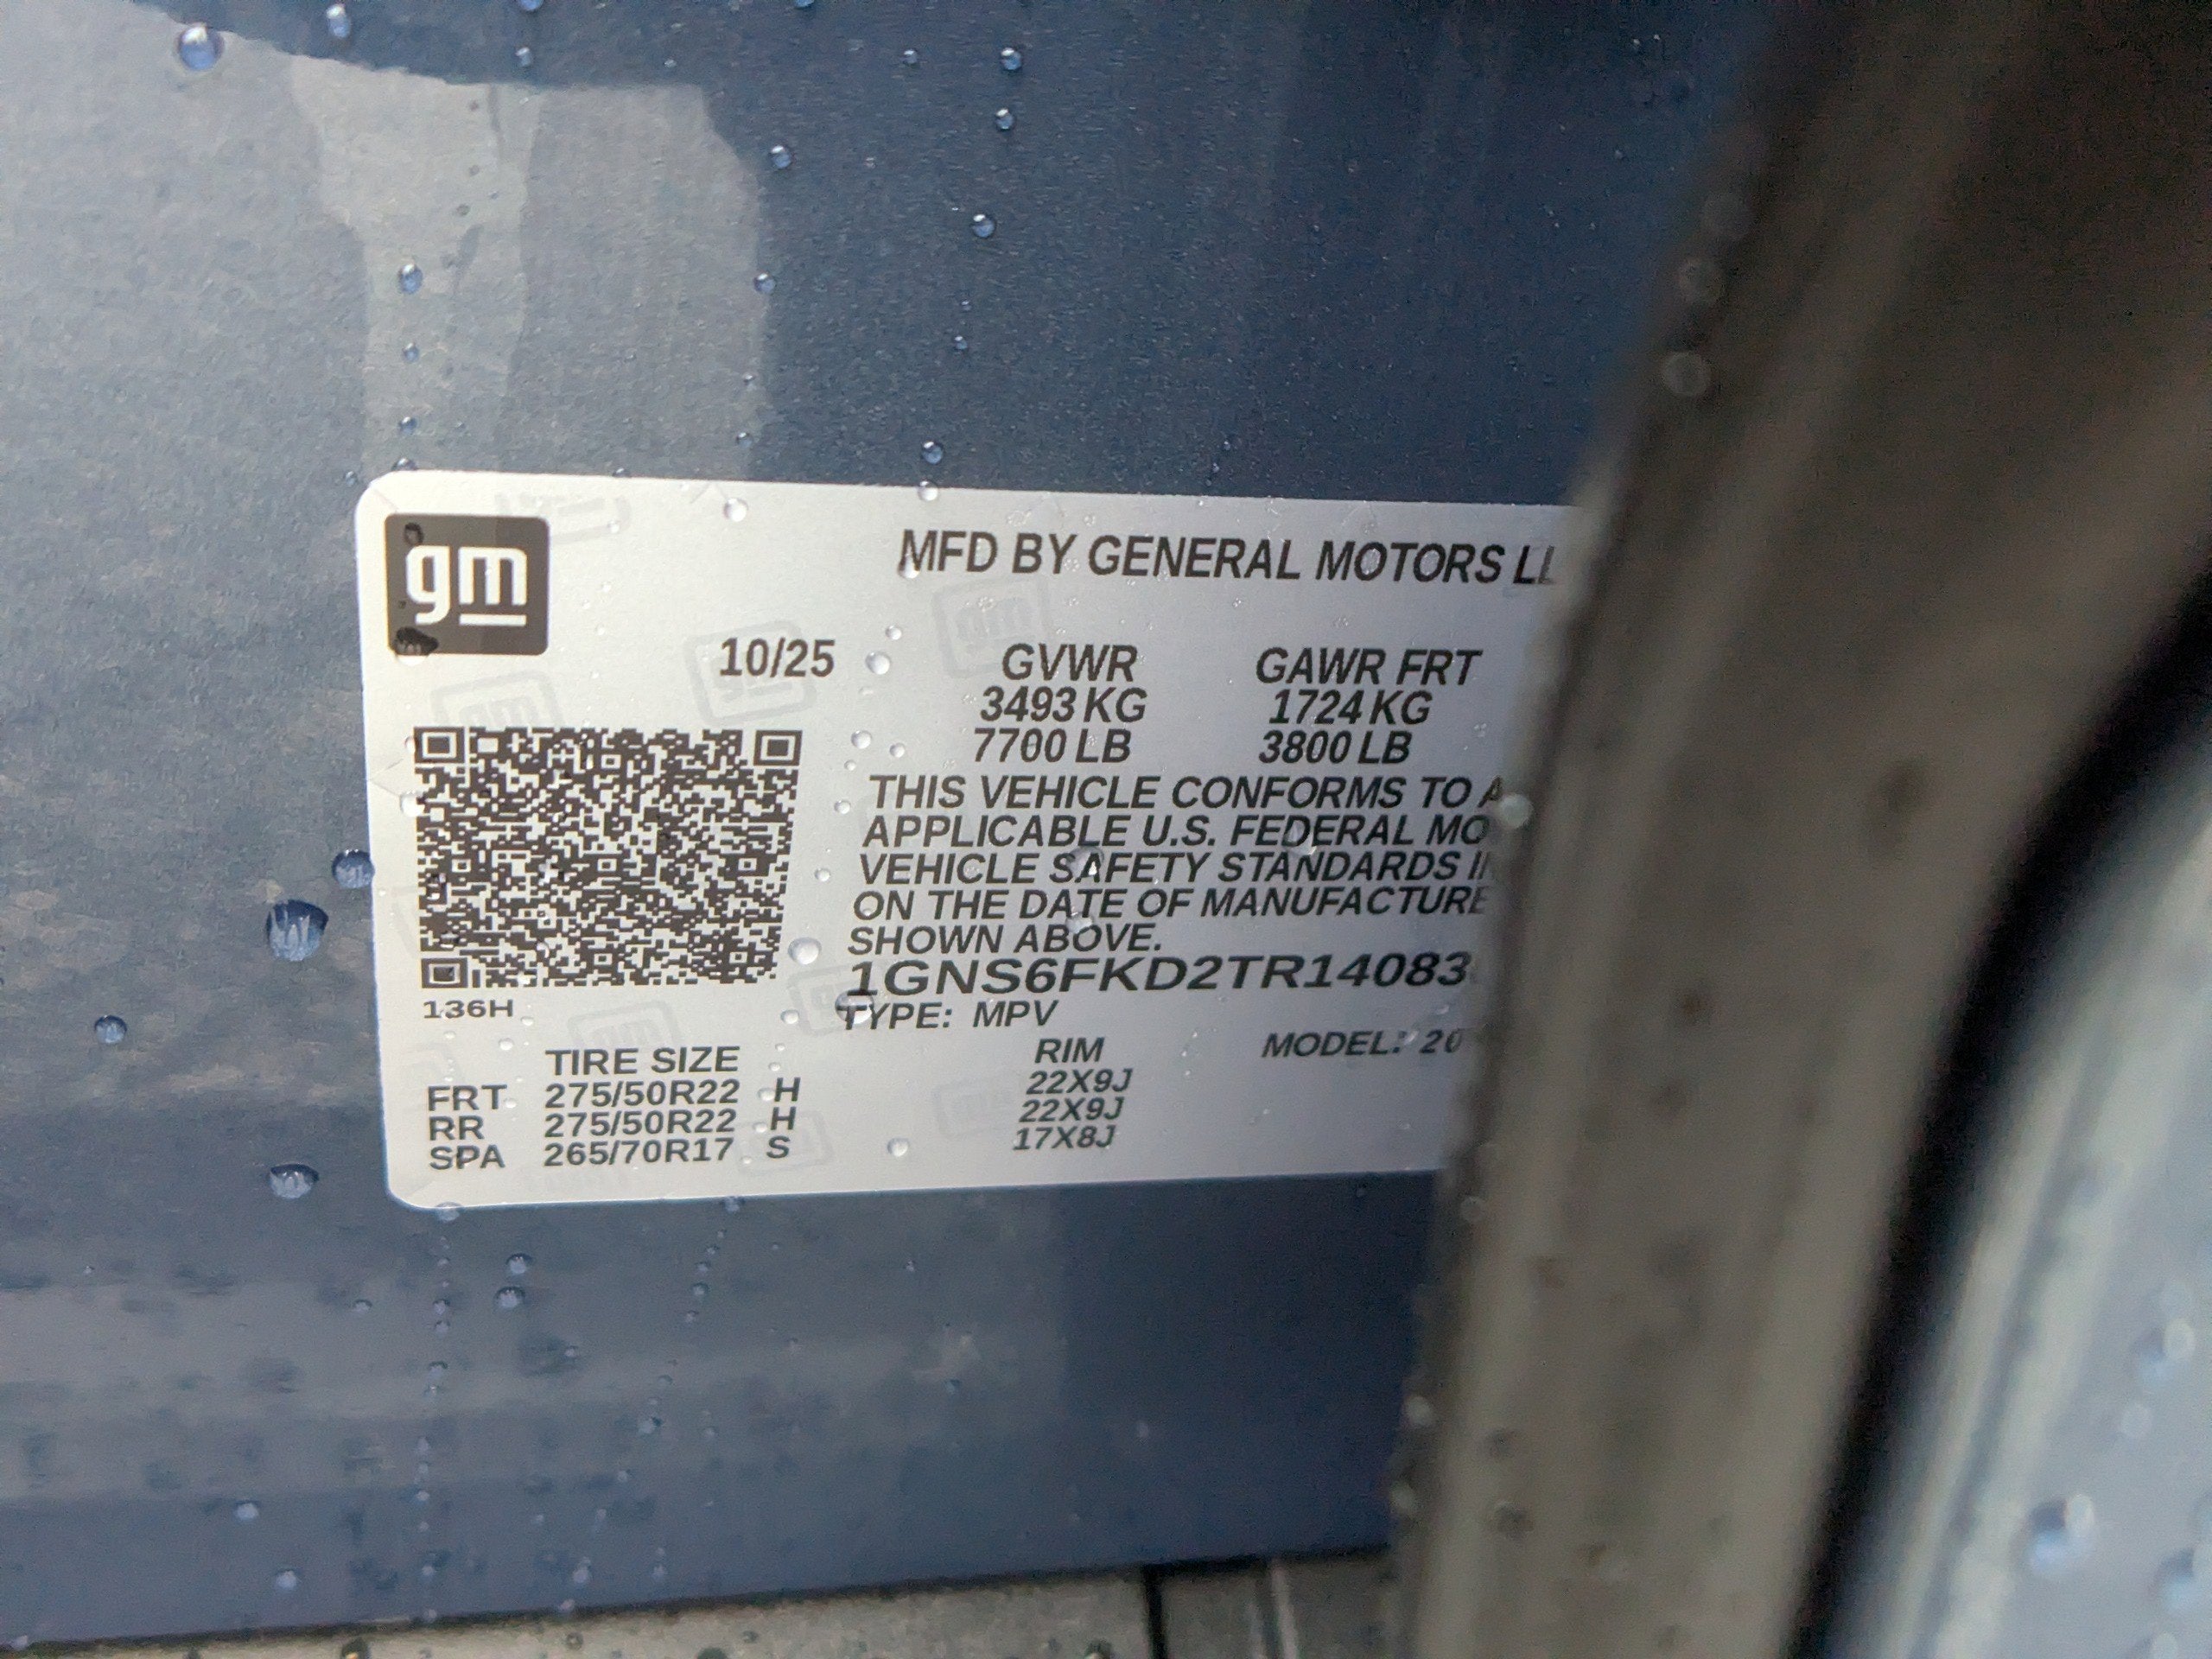 gm
MFD BY GENERAL MOTORS
10/25
GVWR GAWR FRT
3493 KG 1724 KG
7700 LB 3800 LB
THIS VEHICLE CONFORMS TO
APPLICABLE U.S. FEDERAL
VEHICLE SAFETY STANDARDS
ON THE DATE OF MANUFACTURE
SHOWN ABOVE.
1GNS6FKD2TR14083
136H
TYPE: MPV
TIRE SIZE RIM MODEL:
FRT 275/50R22 H 22X9J
RR 275/50R22 H 22X9J
SPA 265/70R17 S 17X8J